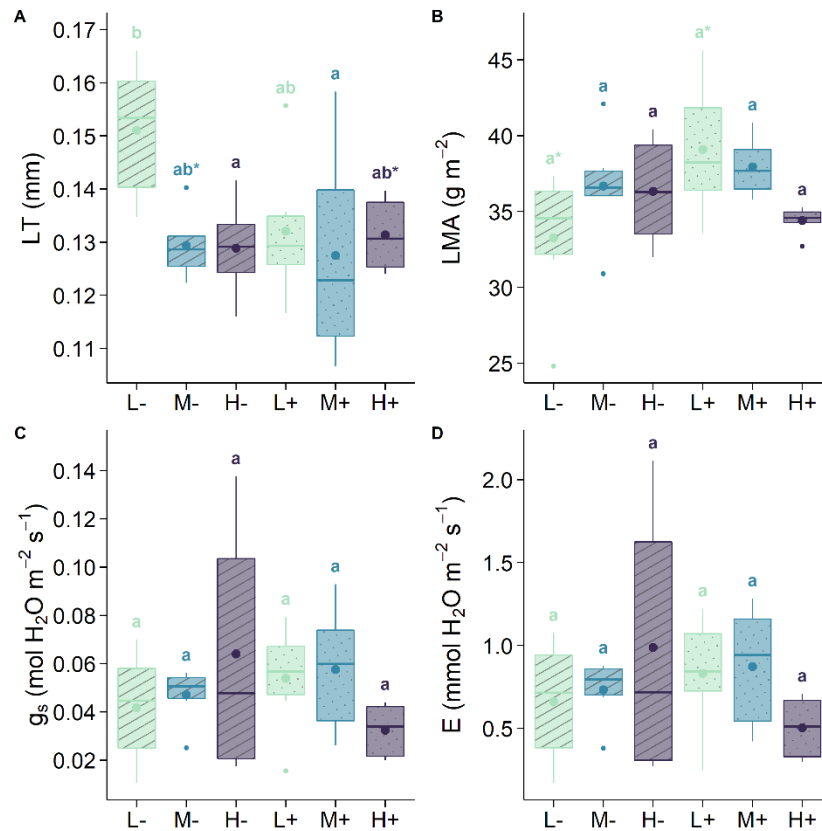 A
LT (mm)
0.17
0.16
0.15
0.14
0.13
0.12
0.11
b
ab*
a
ab
a
ab*
L- M- H- L+ M+ H+
B
LMA (g m⁻²)
45
40
35
30
25
a*
a
a
a*
a
a
L- M- H- L+ M+ H+
C
gₛ (mol H₂O m⁻² s⁻¹)
0.14
0.12
0.10
0.08
0.06
0.04
0.02
a
a
a
a
a
a
L- M- H- L+ M+ H+
D
E (mmol H₂O m⁻² s⁻¹)
2.0
1.5
1.0
0.5
a
a
a
a
a
a
L- M- H- L+ M+ H+